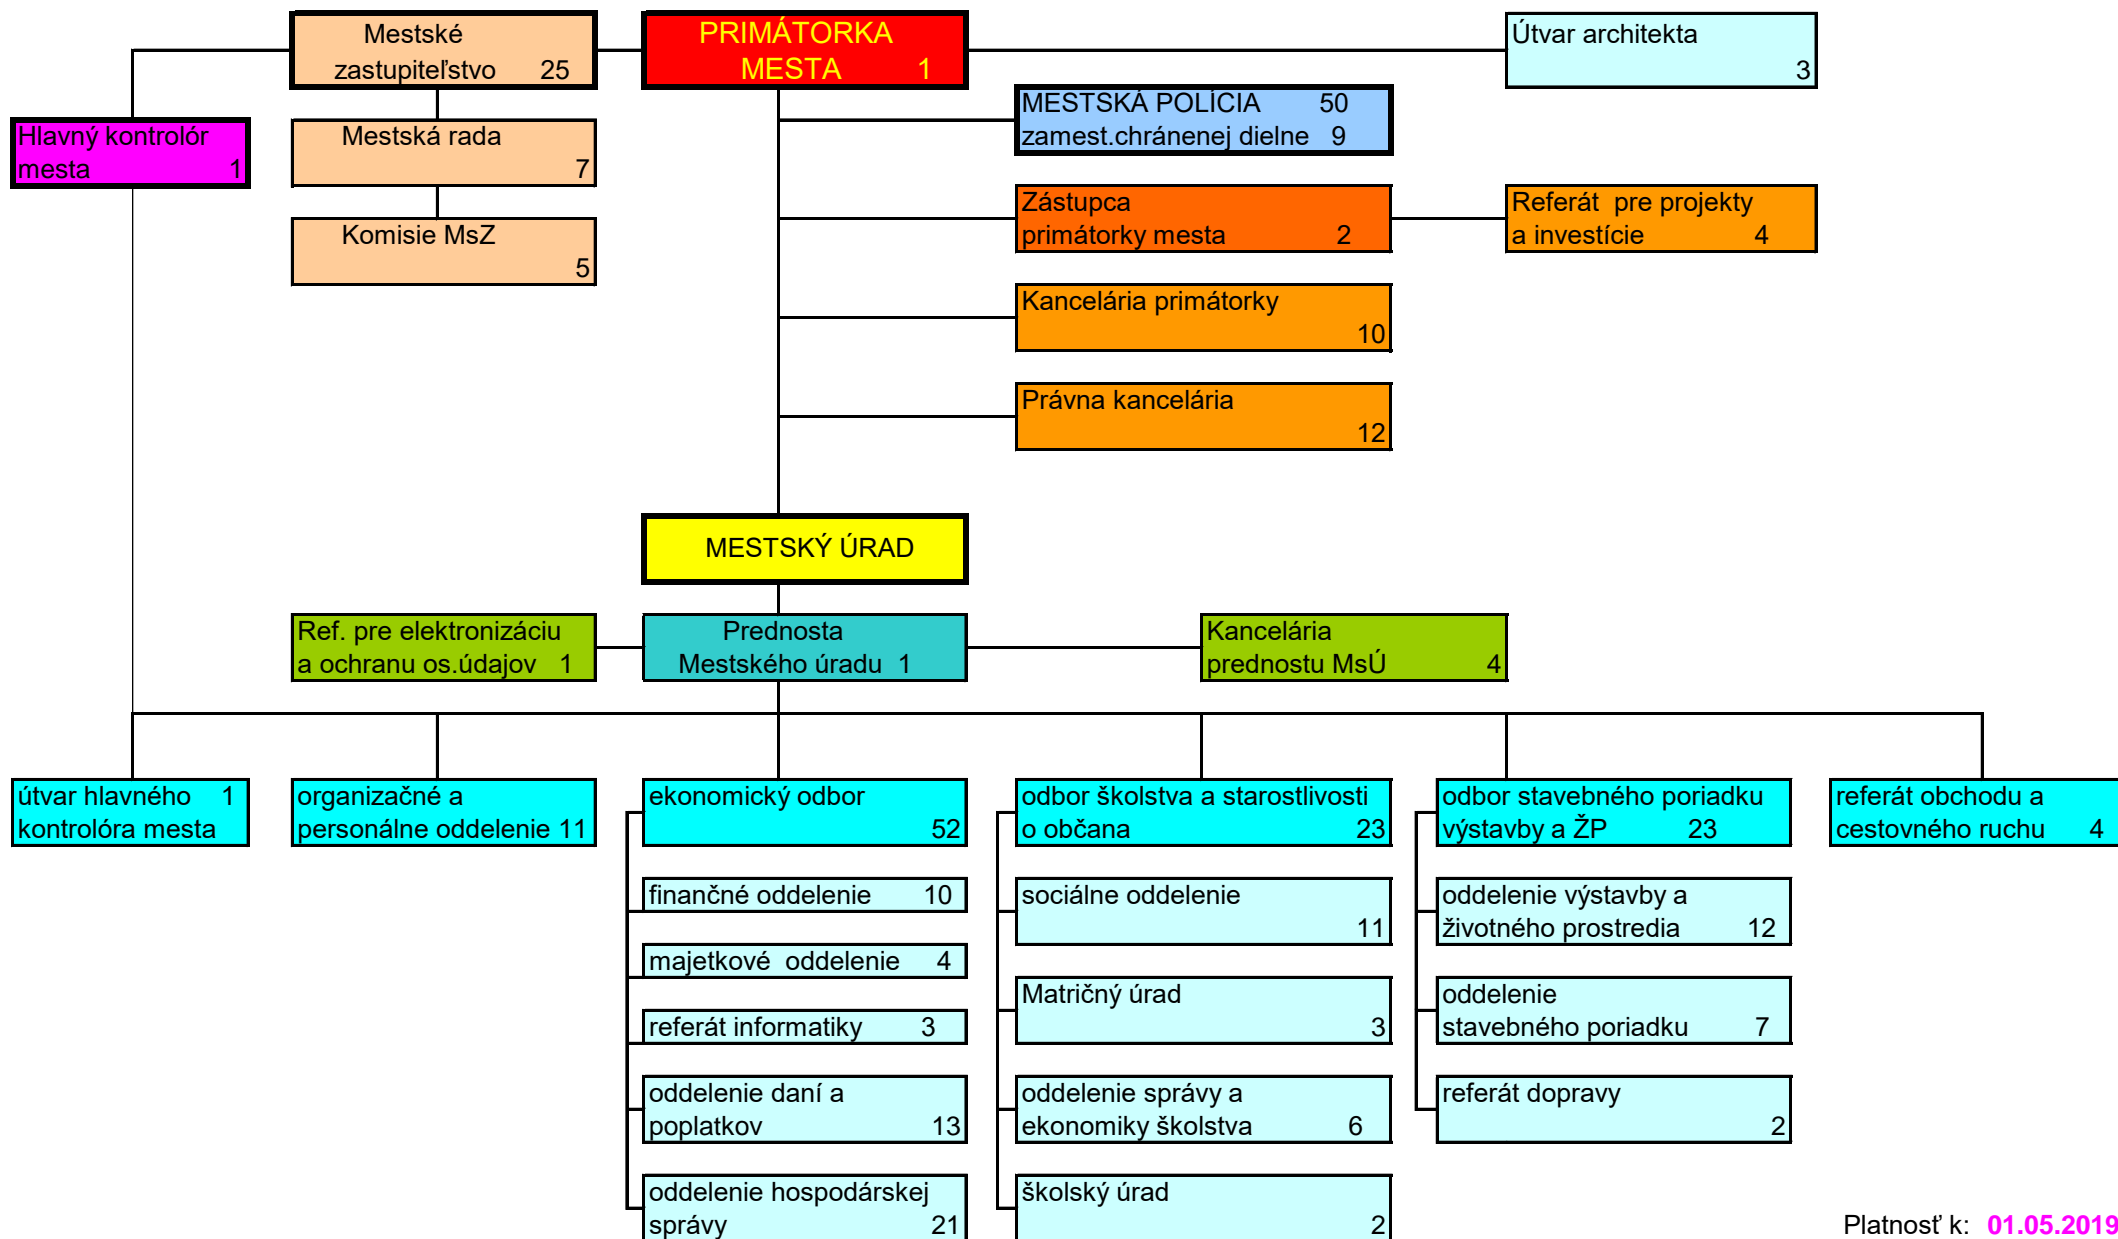 Mestské
zastupiteľstvo 25
PRIMÁTORKA
MESTA 1
Útvar architekta
3
Hlavný kontrolór
mesta 1
Mestská rada
7
Komisie MsZ
5
MESTSKÁ POLÍCIA 50
zamest.chránenej dielne 9
Zástupca
primátorky mesta 2
Referát pre projekty
a investície 4
Kancelária primátorky
10
Právna kancelária
12
MESTSKÝ ÚRAD
Ref. pre elektronizáciu
a ochranu os.údajov 1
Prednosta
Mestského úradu 1
Kancelária
prednostu MsÚ 4
útvar hlavného 1
kontrolóra mesta
organizačné a
personálne oddelenie 11
ekonomický odbor
52
odbor školstva a starostlivosti
o občana 23
odbor stavebného poriadku
výstavby a ŽP 23
referát obchodu a
cestovného ruchu 4
finančné oddelenie 10
majetkové oddelenie 4
referát informatiky 3
oddelenie daní a
poplatkov 13
oddelenie hospodárskej
správy 21
sociálne oddelenie
11
Matričný úrad
3
oddelenie správy a
ekonomiky školstva 6
školský úrad
2
oddelenie výstavby a
životného prostredia 12
oddelenie
stavebného poriadku 7
referát dopravy
2
Platnosť k: 01.05.2019